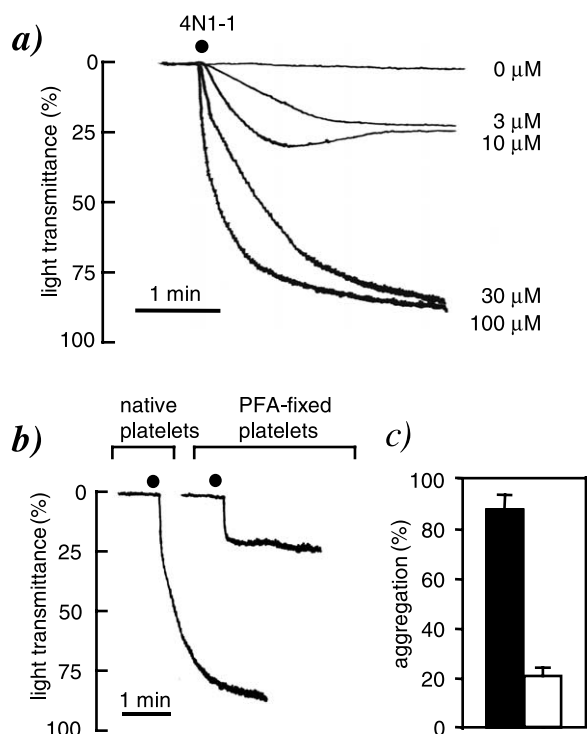 a)
4N1-1
light transmittance (%)
0
25
50
75
100
1 min
0 μM
3 μM
10 μM
30 μM
100 μM
b)
native
platelets
PFA-fixed
platelets
light transmittance (%)
0
25
50
75
100
1 min
c)
aggregation (%)
100
80
60
40
20
0